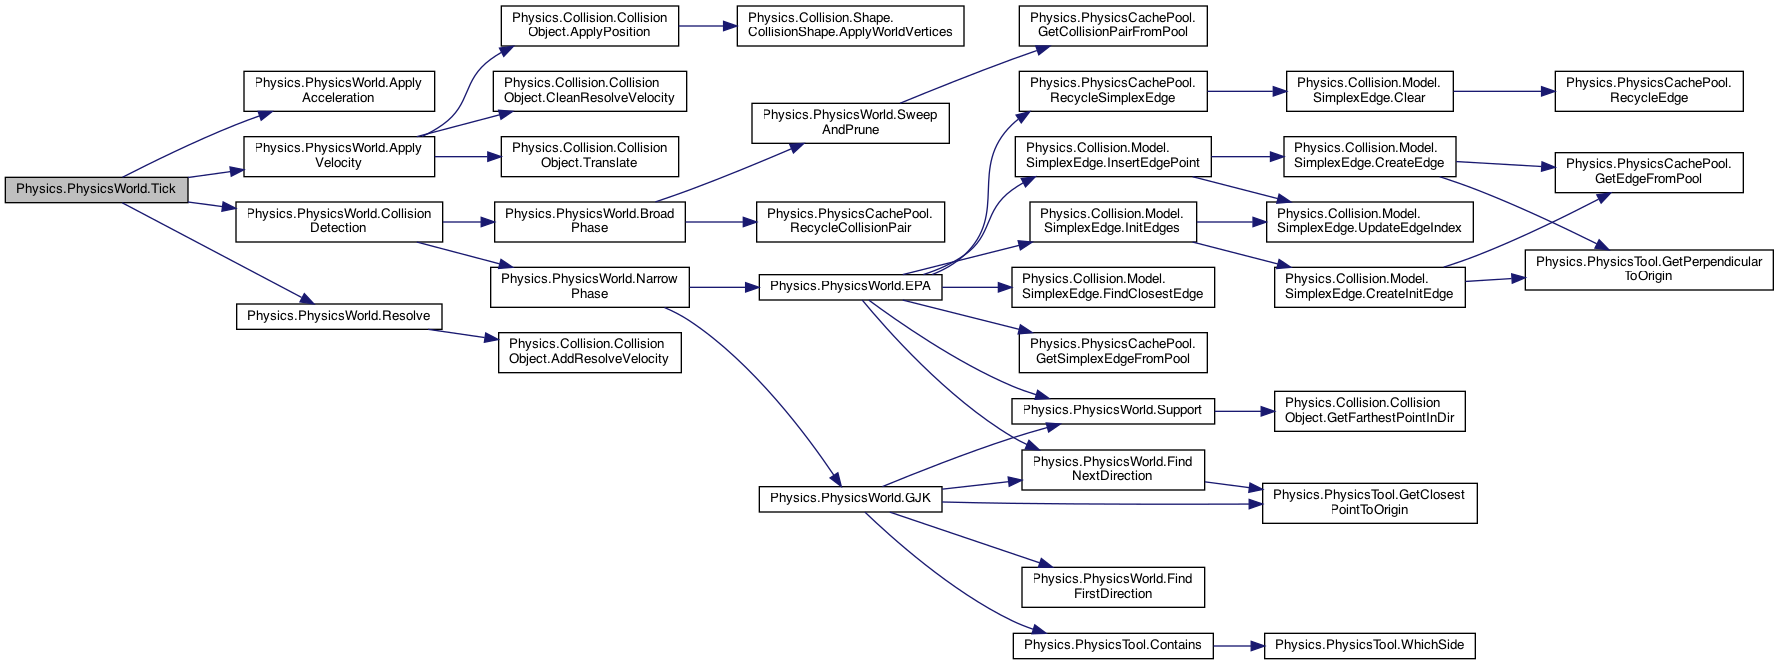 Physics.PhysicsWorld.Tick
Physics.PhysicsWorld.Apply
Acceleration
Physics.PhysicsWorld.Apply
Velocity
Physics.PhysicsWorld.Collision
Detection
Physics.PhysicsWorld.Resolve
Physics.Collision.Collision
Object.ApplyPosition
Physics.Collision.Collision
Object.CleanResolveVelocity
Physics.Collision.Collision
Object.Translate
Physics.PhysicsWorld.Broad
Phase
Physics.PhysicsWorld.Narrow
Phase
Physics.Collision.Collision
Object.AddResolveVelocity
Physics.Collision.Shape.
CollisionShape.ApplyWorldVertices
Physics.PhysicsWorld.Sweep
AndPrune
Physics.PhysicsCachePool.
RecycleCollisionPair
Physics.PhysicsWorld.EPA
Physics.PhysicsWorld.GJK
Physics.PhysicsCachePool.
GetCollisionPairFromPool
Physics.PhysicsCachePool.
RecycleSimplexEdge
Physics.Collision.Model.
SimplexEdge.InsertEdgePoint
Physics.Collision.Model.
SimplexEdge.InitEdges
Physics.Collision.Model.
SimplexEdge.FindClosestEdge
Physics.PhysicsCachePool.
GetSimplexEdgeFromPool
Physics.PhysicsWorld.Support
Physics.PhysicsWorld.Find
NextDirection
Physics.PhysicsWorld.Find
FirstDirection
Physics.PhysicsTool.Contains
Physics.Collision.Model.
SimplexEdge.Clear
Physics.Collision.Model.
SimplexEdge.CreateEdge
Physics.Collision.Model.
SimplexEdge.UpdateEdgeIndex
Physics.Collision.Model.
SimplexEdge.CreateInitEdge
Physics.Collision.Collision
Object.GetFarthestPointInDir
Physics.PhysicsTool.GetClosest
PointToOrigin
Physics.PhysicsTool.WhichSide
Physics.PhysicsCachePool.
RecycleEdge
Physics.PhysicsCachePool.
GetEdgeFromPool
Physics.PhysicsTool.GetPerpendicular
ToOrigin